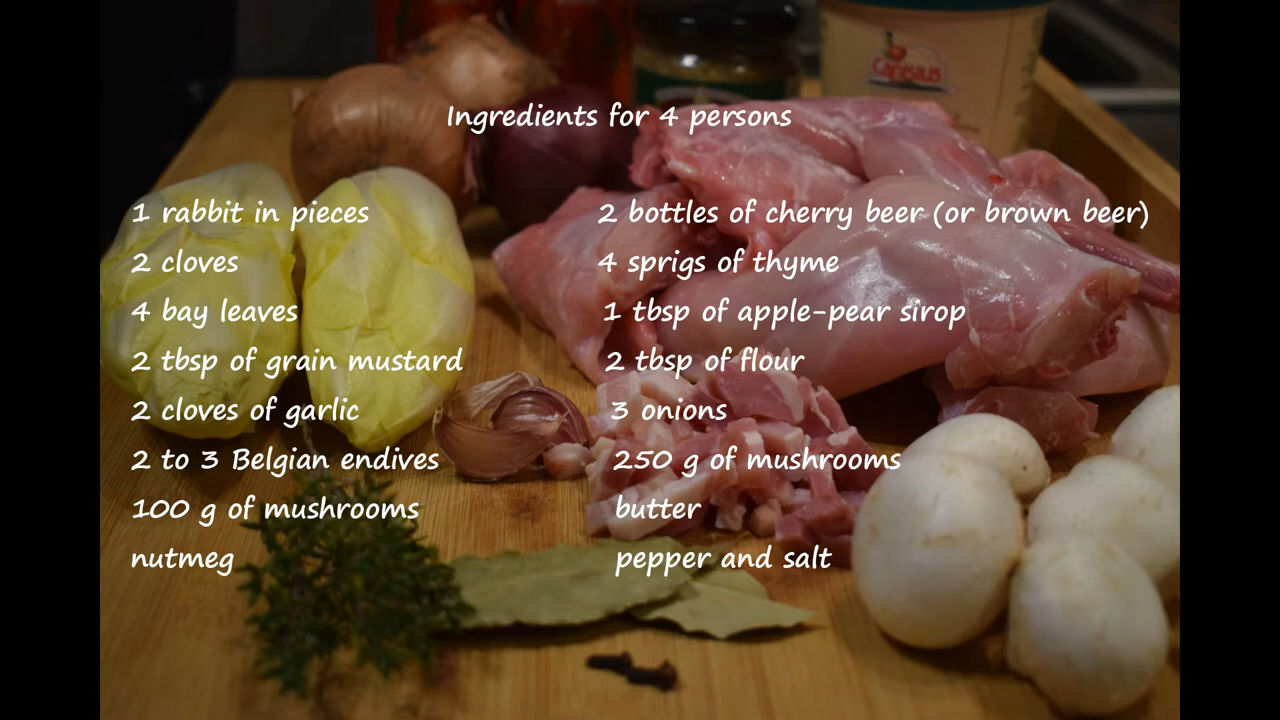 Ingredients for 4 persons
1 rabbit in pieces
2 cloves
4 bay leaves
2 tbsp of grain mustard
2 cloves of garlic
2 to 3 Belgian endives
100 g of mushrooms
nutmeg
2 bottles of cherry beer (or brown beer)
4 sprigs of thyme
1 tbsp of apple-pear sirop
2 tbsp of flour
3 onions
250 g of mushrooms
butter
pepper and salt